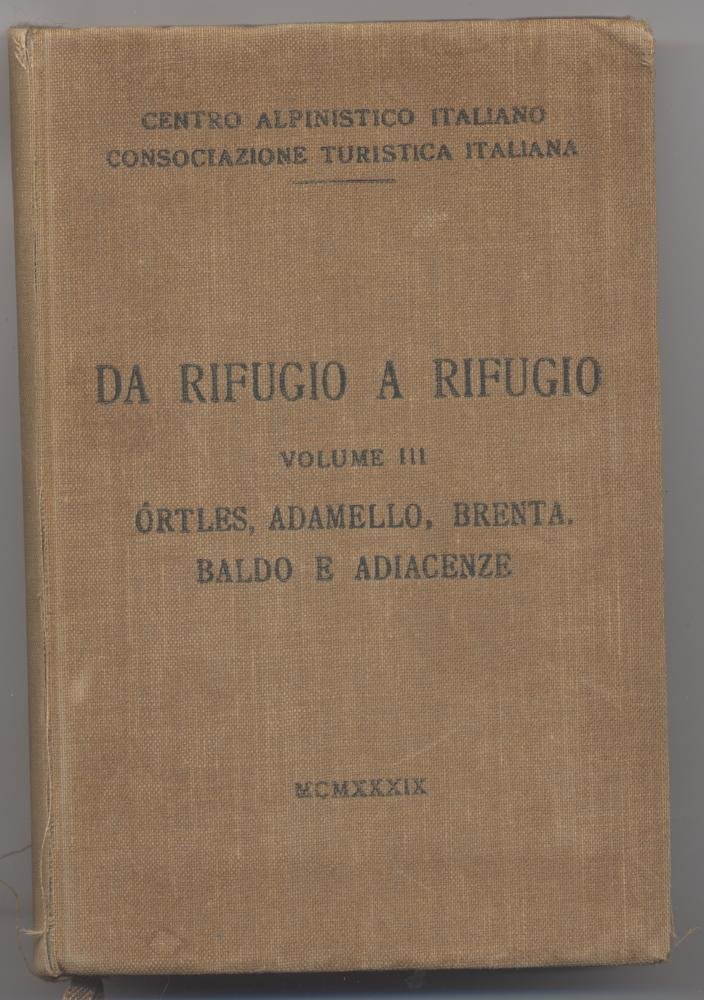 CENTRO ALPINISTICO ITALIANO
CONSOCIAZIONE TURISTICA ITALIANA
DA RIFUGIO A RIFUGIO
VOLUME III
ÓRTLES, ADAMELLO, BRENTA,
BALDO E ADIACENZE
MCMXXXIX